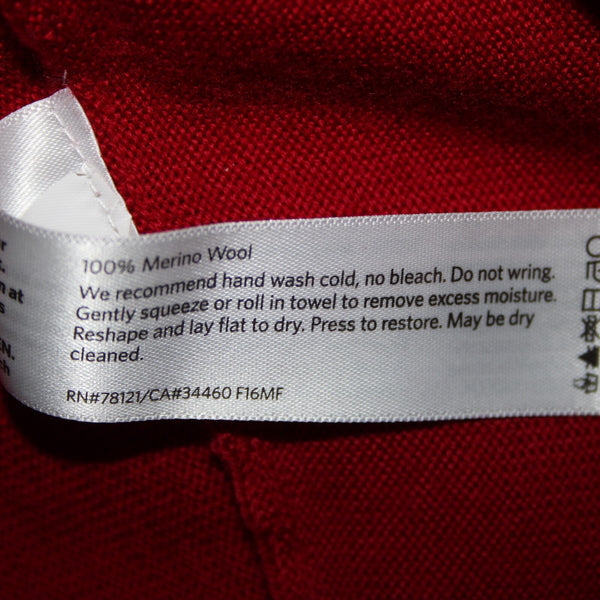 100% Merino Wool
We recommend hand wash cold, no bleach. Do not wring.
Gently squeeze or roll in towel to remove excess moisture.
Reshape and lay flat to dry. Press to restore. May be dry
cleaned.
RN#78121/CA#34460 F16MF
m at